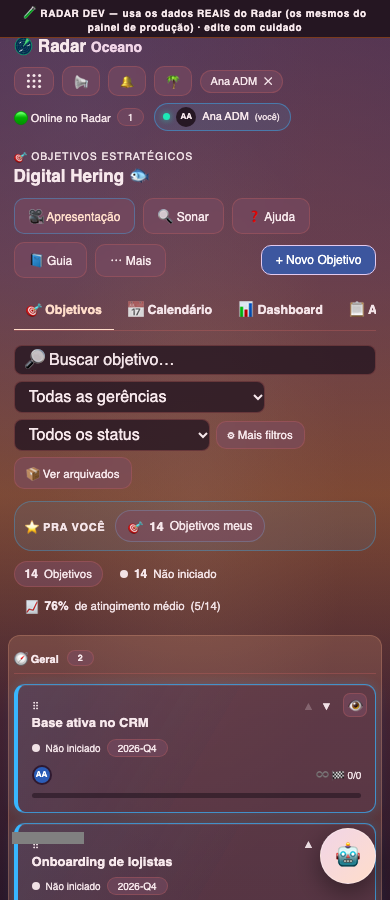 RADAR DEV — usa os dados REAIS do Radar (os mesmos do
painel de produção) · edite com cuidado
Radar Oceano
Ana ADM ✕
Online no Radar 1 AA Ana ADM (você)
OBJETIVOS ESTRATÉGICOS
Digital Hering
Apresentação Sonar Ajuda
Guia ··· Mais + Novo Objetivo
Objetivos Calendário Dashboard A
Buscar objetivo…
Todas as gerências
Todos os status Mais filtros
Ver arquivados
PRA VOCÊ 14 Objetivos meus
14 Objetivos 14 Não iniciado
76% de atingimento médio (5/14)
Geral 2
Base ativa no CRM
Não iniciado 2026-Q4
AA 0/0
Onboarding de lojistas
Não iniciado 2026-Q4